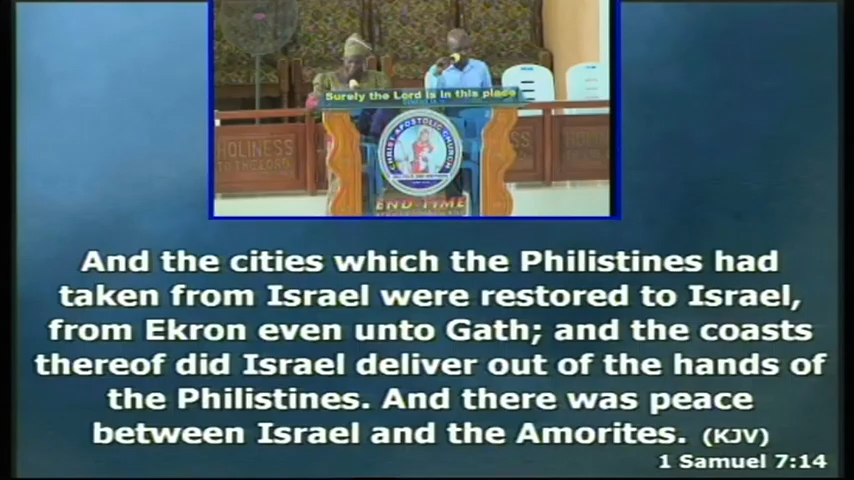 Surely the Lord is in this place
HOLINESS
TO THE LORD
CHRIST APOSTOLIC CHURCH
END TIME
And the cities which the Philistines had
taken from Israel were restored to Israel,
from Ekron even unto Gath; and the coasts
thereof did Israel deliver out of the hands of
the Philistines. And there was peace
between Israel and the Amorites. (KJV)
1 Samuel 7:14